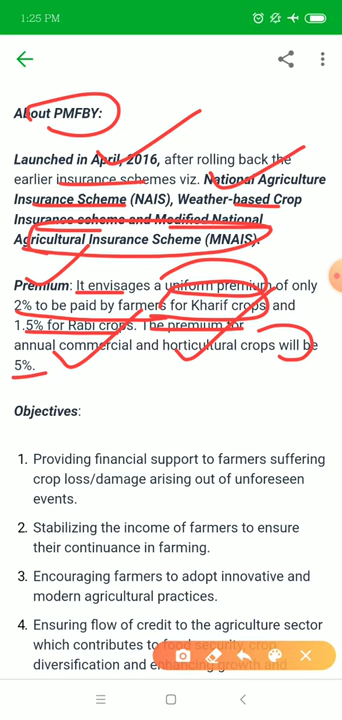 1:25 PM
About PMFBY:
Launched in April, 2016, after rolling back the
earlier insurance schemes viz. National Agriculture
Insurance Scheme (NAIS), Weather-based Crop
Insurance scheme and Modified National
Agricultural Insurance Scheme (MNAIS).
Premium: It envisages a uniform premium of only
2% to be paid by farmers for Kharif crops, and
1.5% for Rabi crops. The premium for
annual commercial and horticultural crops will be
5%.
Objectives:
1. Providing financial support to farmers suffering
crop loss/damage arising out of unforeseen
events.
2. Stabilizing the income of farmers to ensure
their continuance in farming.
3. Encouraging farmers to adopt innovative and
modern agricultural practices.
4. Ensuring flow of credit to the agriculture sector
which contributes to food security, crop
diversification and enhancing growth and